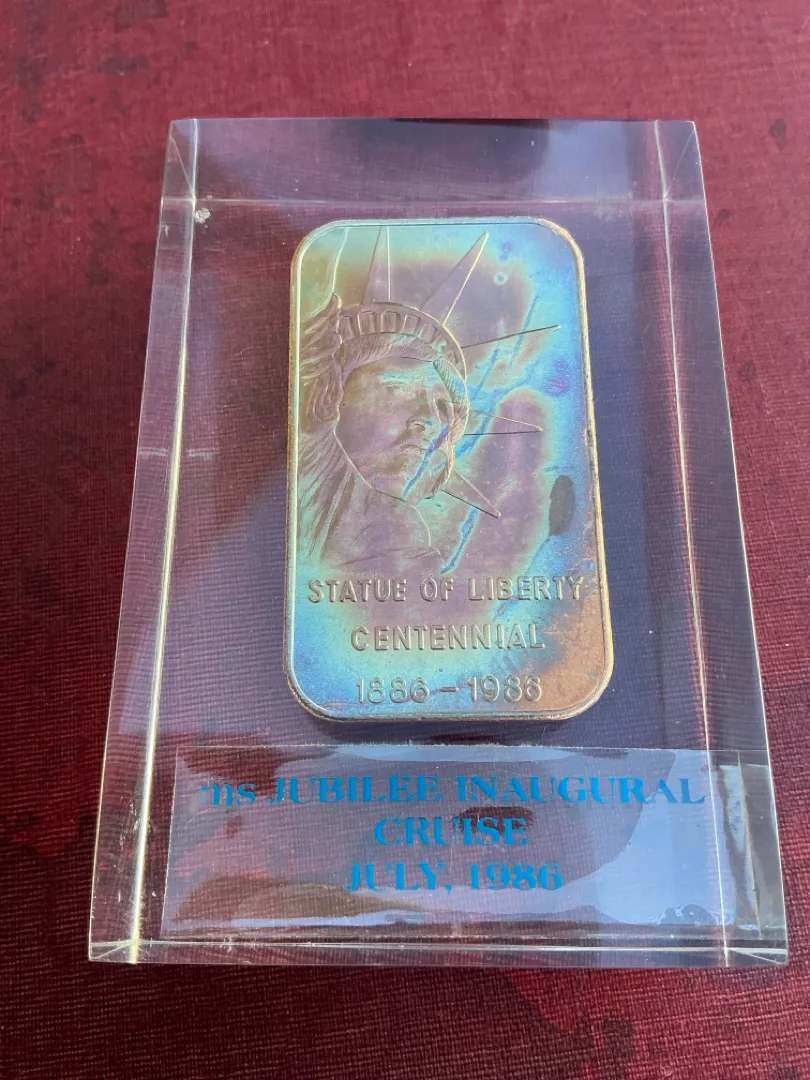 STATUE OF LIBERTY
CENTENNIAL
1886-1986
ms JUBILEE INAUGURAL
CRUISE
JULY, 1986